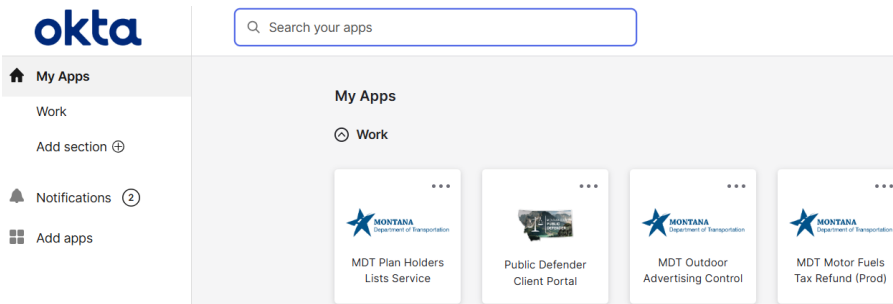 okta
Search your apps
My Apps
Work
Add section
Notifications 2
Add apps
My Apps
Work
MONTANA
Department of Transportation
MDT Plan Holders
Lists Service
PUBLIC
DEFENDER
Public Defender
Client Portal
MONTANA
Department of Transportation
MDT Outdoor
Advertising Control
MONTANA
Department of Transportation
MDT Motor Fuels
Tax Refund (Prod)